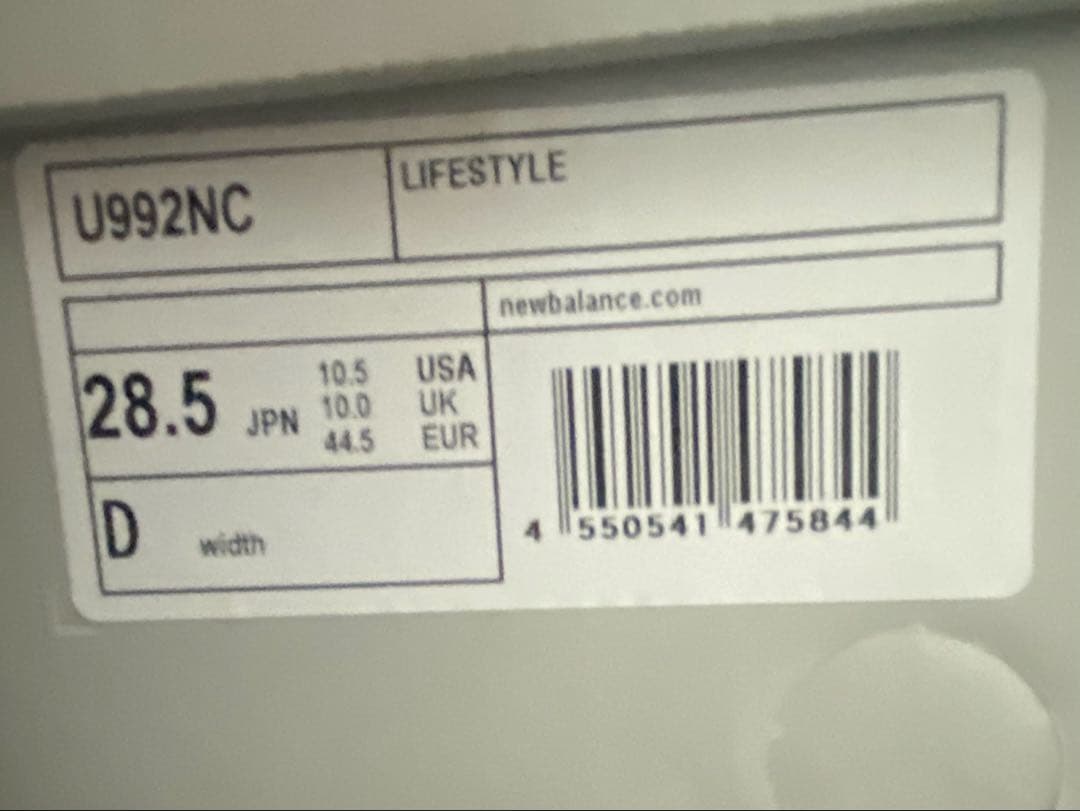 U992NC
LIFESTYLE
newbalance.com
28.5 JPN
10.5 USA
10.0 UK
44.5 EUR
D width
4 550541 475844